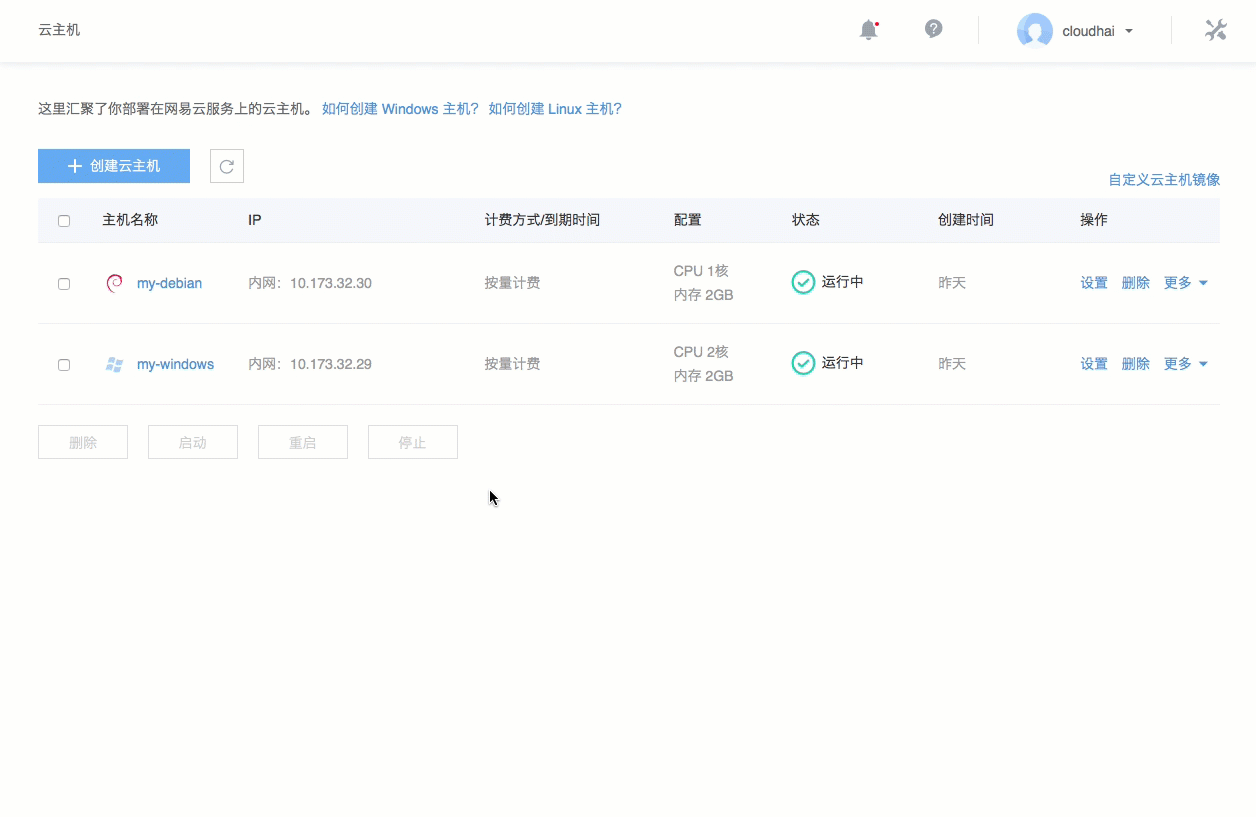 云主机 cloudhai
这里汇聚了你部署在网易云服务上的云主机。 如何创建 Windows 主机? 如何创建 Linux 主机?
创建云主机
自定义云主机镜像
主机名称 IP 计费方式/到期时间 配置 状态 创建时间 操作
my-debian 内网：10.173.32.30 按量计费 CPU 1核 运行中 昨天 设置 删除 更多
内存 2GB
my-windows 内网：10.173.32.29 按量计费 CPU 2核 运行中 昨天 设置 删除 更多
内存 2GB
删除 启动 重启 停止